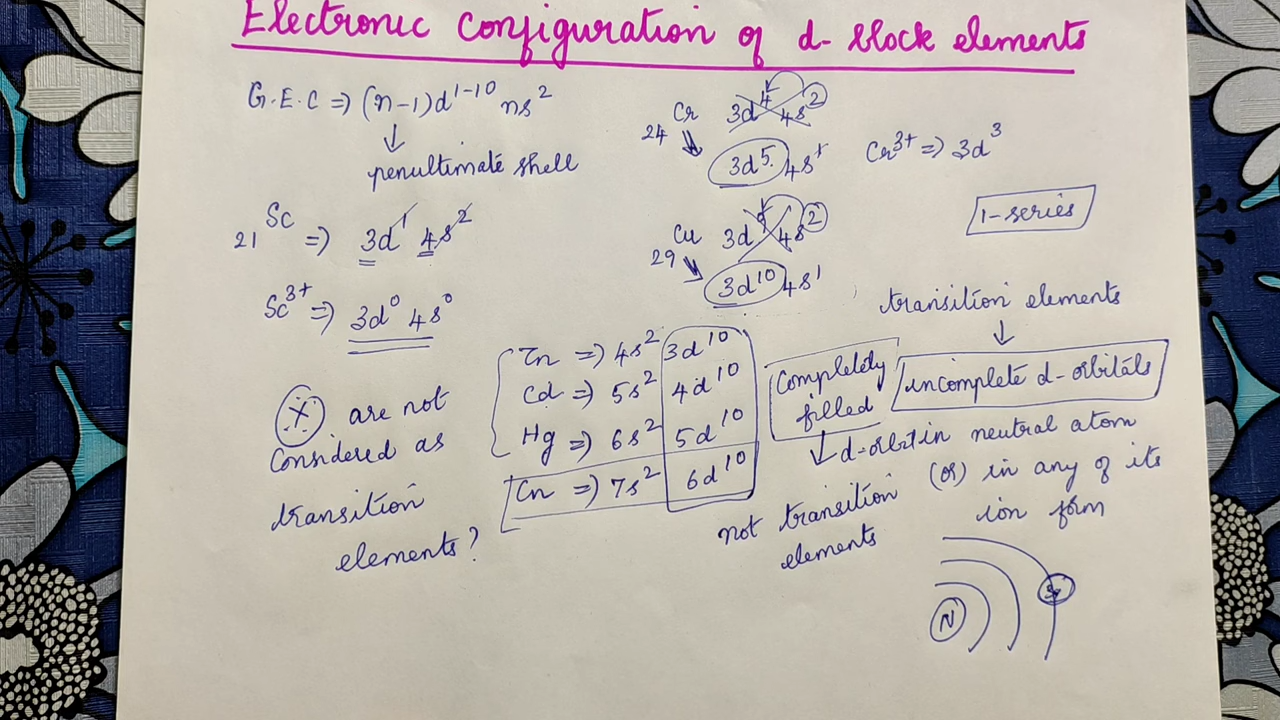 Electronic configuration of d-block elements
G.E.C => (n-1)d¹⁻¹⁰ ns²
↓
penultimate shell
₂₁Sc => 3d¹ 4s²
Sc³⁺ => 3d⁰ 4s⁰
are not
considered as
transition
elements?
Cr 3d⁴ 4s²
24
3d⁵ 4s¹
Cr³⁺ => 3d³
Cu 3d⁹ 4s²
29
3d¹⁰ 4s¹
1-series
Zn => 4s² 3d¹⁰
Cd => 5s² 4d¹⁰
Hg => 6s² 5d¹⁰
Cn => 7s² 6d¹⁰
Completely
filled
↓ d-orbt
not transition
elements
transition elements
↓
incomplete d-orbitals
in neutral atom
(or) in any of its
ion form
N